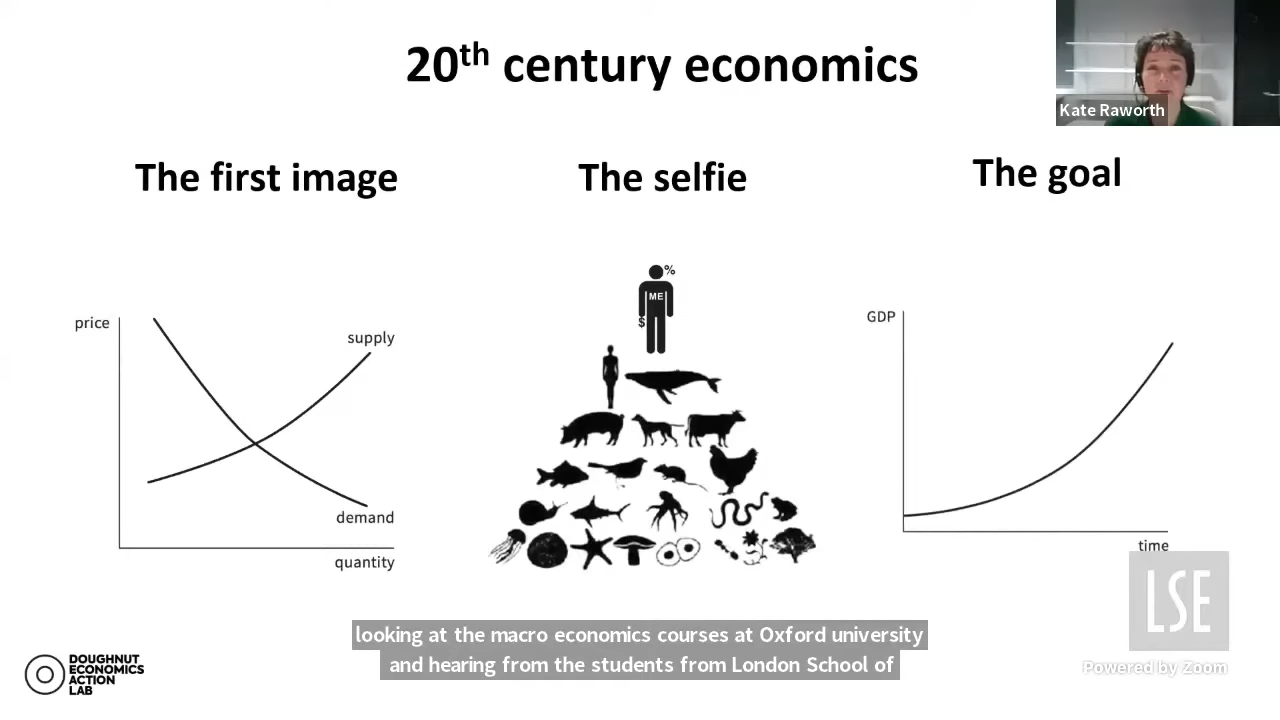 20th century economics
Kate Raworth
The first image
The selfie
The goal
price
supply
demand
quantity
%
ME
$
GDP
time
LSE
Powered by Zoom
looking at the macro economics courses at Oxford university
and hearing from the students from London School of
DOUGHNUT
ECONOMICS
ACTION
LAB